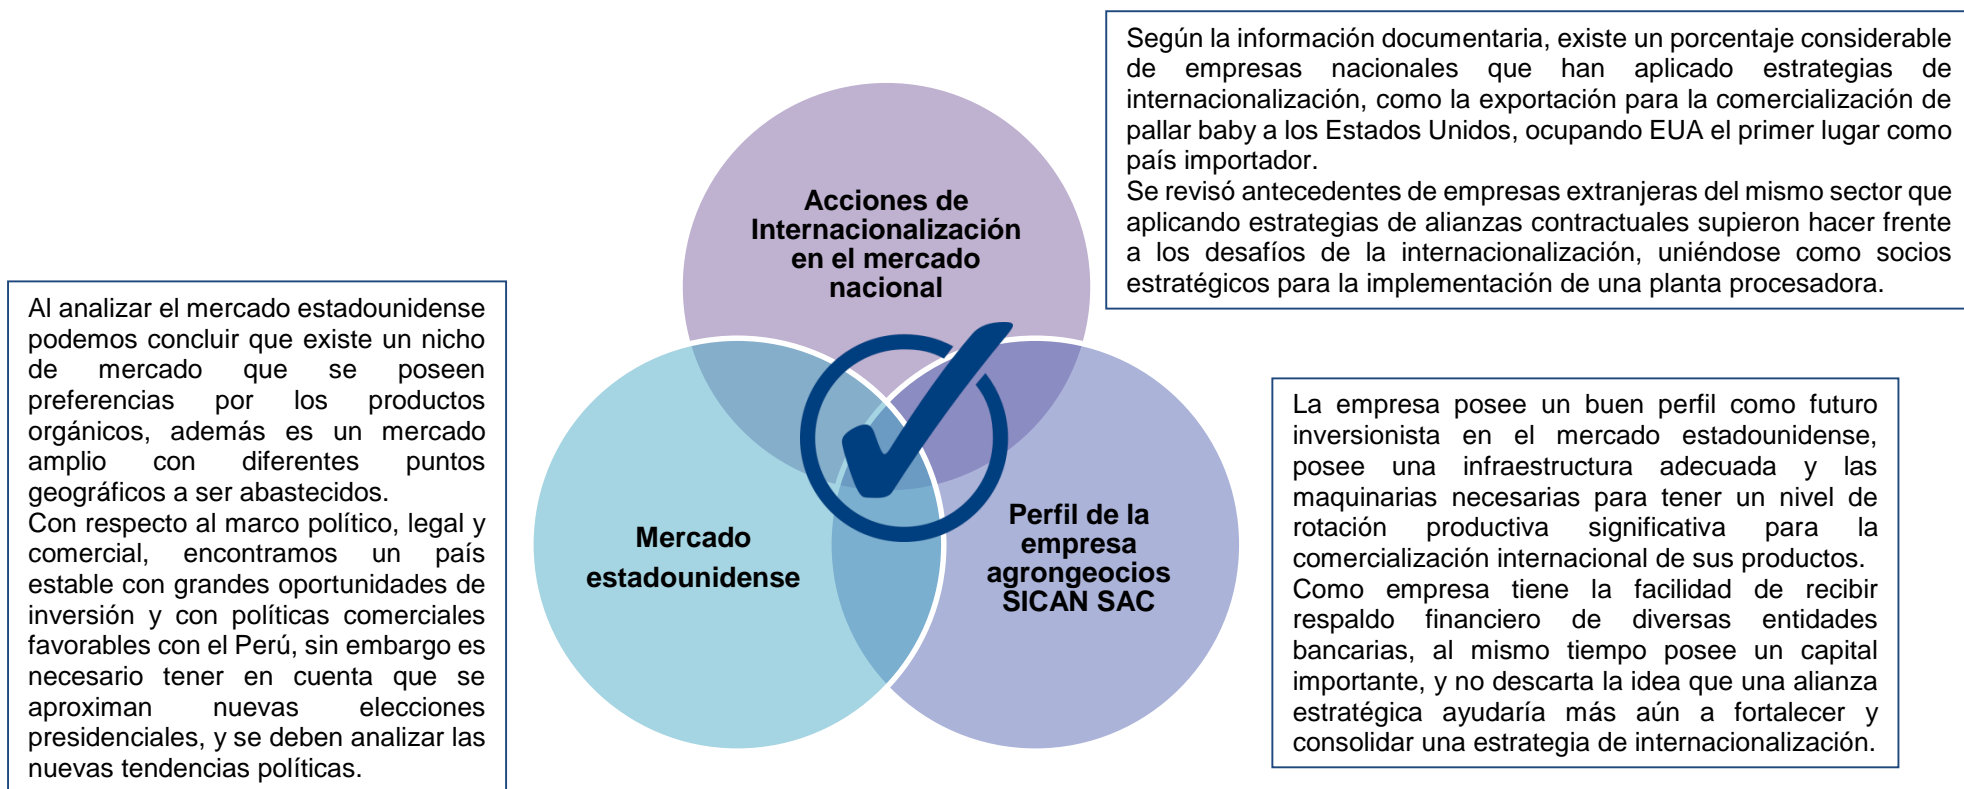 Según la información documentaria, existe un porcentaje considerable
de empresas nacionales que han aplicado estrategias de
internacionalización, como la exportación para la comercialización de
pallar baby a los Estados Unidos, ocupando EUA el primer lugar como
país importador.
Se revisó antecedentes de empresas extranjeras del mismo sector que
aplicando estrategias de alianzas contractuales supieron hacer frente
a los desafíos de la internacionalización, uniéndose como socios
estratégicos para la implementación de una planta procesadora.
Acciones de
Internacionalización
en el mercado
nacional
Al analizar el mercado estadounidense
podemos concluir que existe un nicho
de mercado que se poseen
preferencias por los productos
orgánicos, además es un mercado
amplio con diferentes puntos
geográficos a ser abastecidos.
Con respecto al marco político, legal y
comercial, encontramos un país
estable con grandes oportunidades de
inversión y con políticas comerciales
favorables con el Perú, sin embargo es
necesario tener en cuenta que se
aproximan nuevas elecciones
presidenciales, y se deben analizar las
nuevas tendencias políticas.
Mercado
estadounidense
Perfil de la
empresa
agrongeocios
SICAN SAC
La empresa posee un buen perfil como futuro
inversionista en el mercado estadounidense,
posee una infraestructura adecuada y las
maquinarias necesarias para tener un nivel de
rotación productiva significativa para la
comercialización internacional de sus productos.
Como empresa tiene la facilidad de recibir
respaldo financiero de diversas entidades
bancarias, al mismo tiempo posee un capital
importante, y no descarta la idea que una alianza
estratégica ayudaría más aún a fortalecer y
consolidar una estrategia de internacionalización.